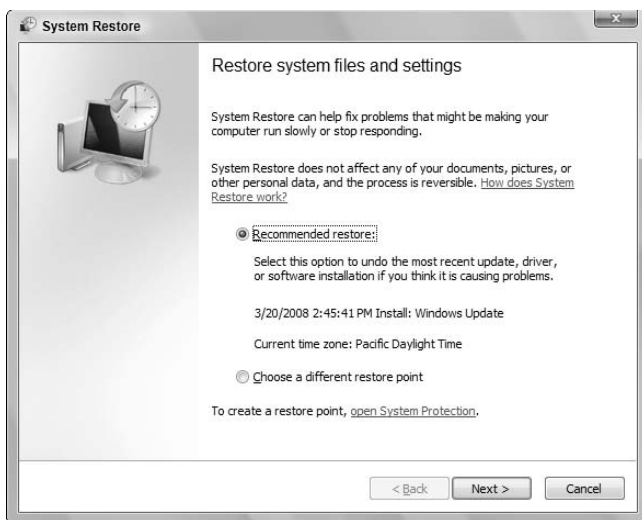 System Restore
Restore system files and settings
System Restore can help fix problems that might be making your
computer run slowly or stop responding.
System Restore does not affect any of your documents, pictures, or
other personal data, and the process is reversible. How does System
Restore work?
Recommended restore:
Select this option to undo the most recent update, driver,
or software installation if you think it is causing problems.
3/20/2008 2:45:41 PM Install: Windows Update
Current time zone: Pacific Daylight Time
Choose a different restore point
To create a restore point, open System Protection.
< Back Next > Cancel